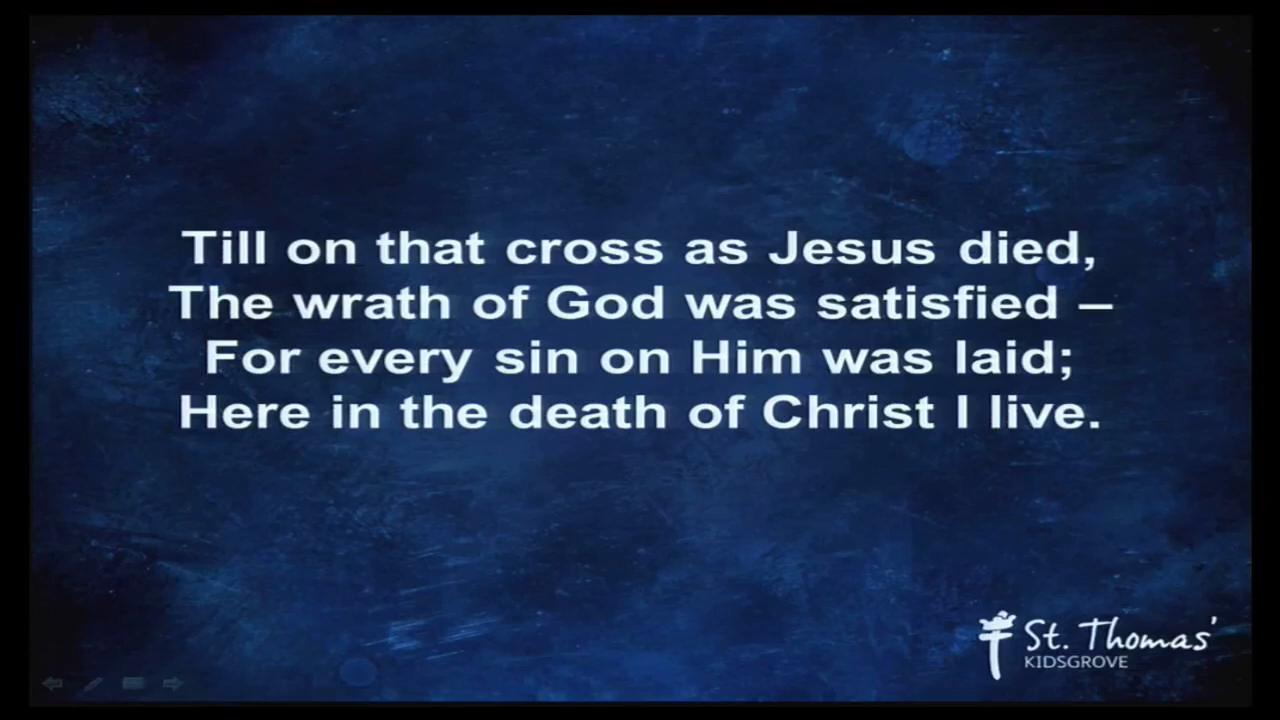 Till on that cross as Jesus died,
The wrath of God was satisfied –
For every sin on Him was laid;
Here in the death of Christ I live.
St. Thomas'
KIDSGROVE